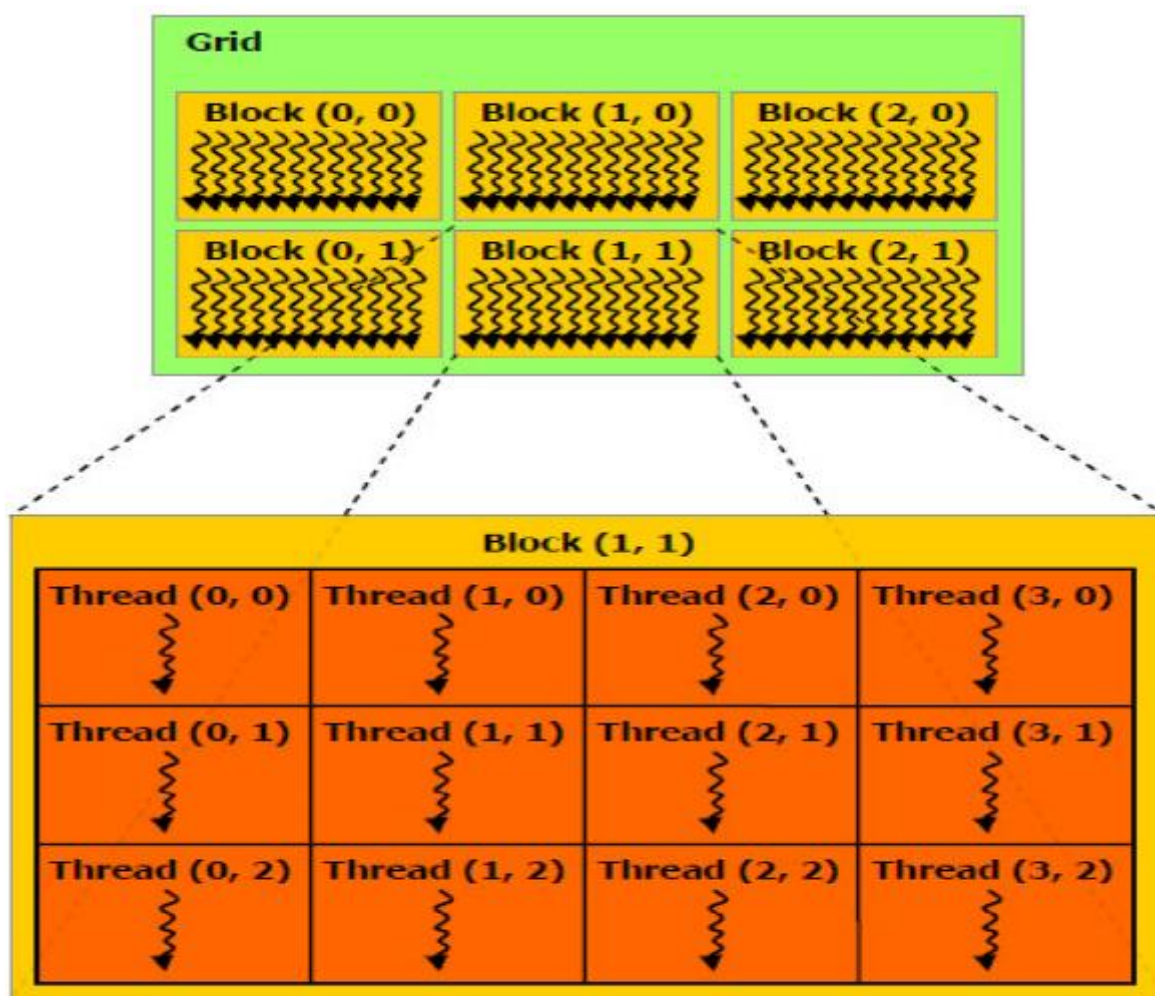 Grid
Block (0, 0) Block (1, 0) Block (2, 0)
Block (0, 1) Block (1, 1) Block (2, 1)
Block (1, 1)
Thread (0, 0) Thread (1, 0) Thread (2, 0) Thread (3, 0)
Thread (0, 1) Thread (1, 1) Thread (2, 1) Thread (3, 1)
Thread (0, 2) Thread (1, 2) Thread (2, 2) Thread (3, 2)